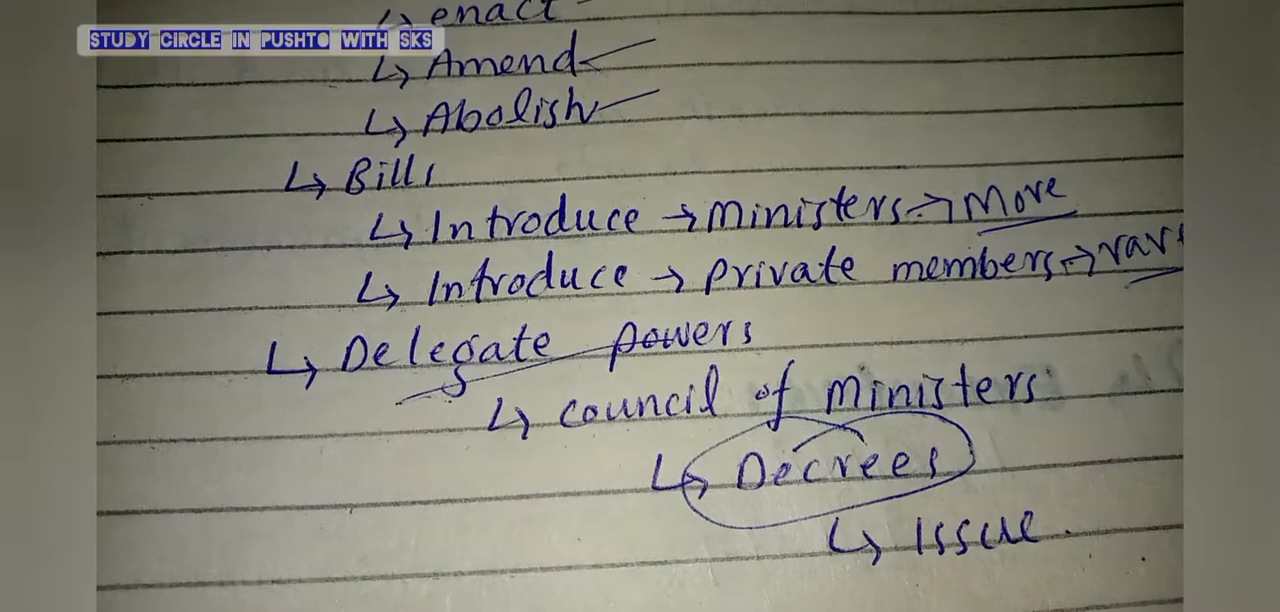 ↳ enact
STUDY CIRCLE IN PUSHTO WITH SKS
↳ Amend
↳ Abolish
↳ Bills
↳ Introduce → ministers → More
↳ Introduce → private members →
↳ Delegate powers
↳ council of ministers
↳ Decrees
↳ Issue